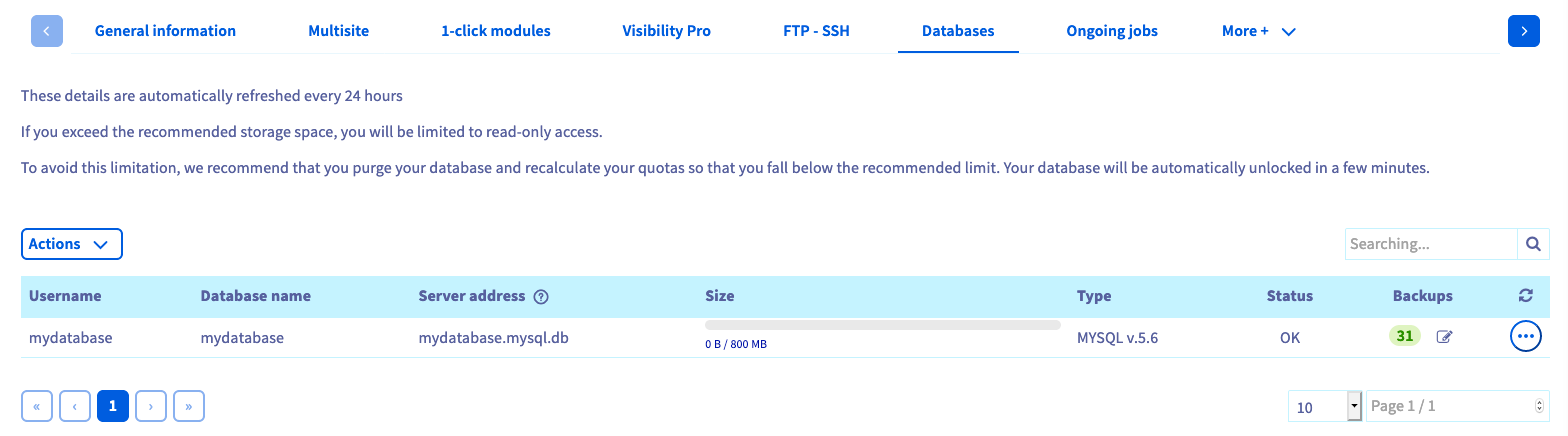 General information Multisite 1-click modules Visibility Pro FTP - SSH Databases Ongoing jobs More +
These details are automatically refreshed every 24 hours
If you exceed the recommended storage space, you will be limited to read-only access.
To avoid this limitation, we recommend that you purge your database and recalculate your quotas so that you fall below the recommended limit. Your database will be automatically unlocked in a few minutes.
Actions Searching...
Username Database name Server address ? Size Type Status Backups
mydatabase mydatabase mydatabase.mysql.db 0 B / 800 MB MYSQL v.5.6 OK 31 ...
« ‹ 1 › » 10 Page 1 / 1